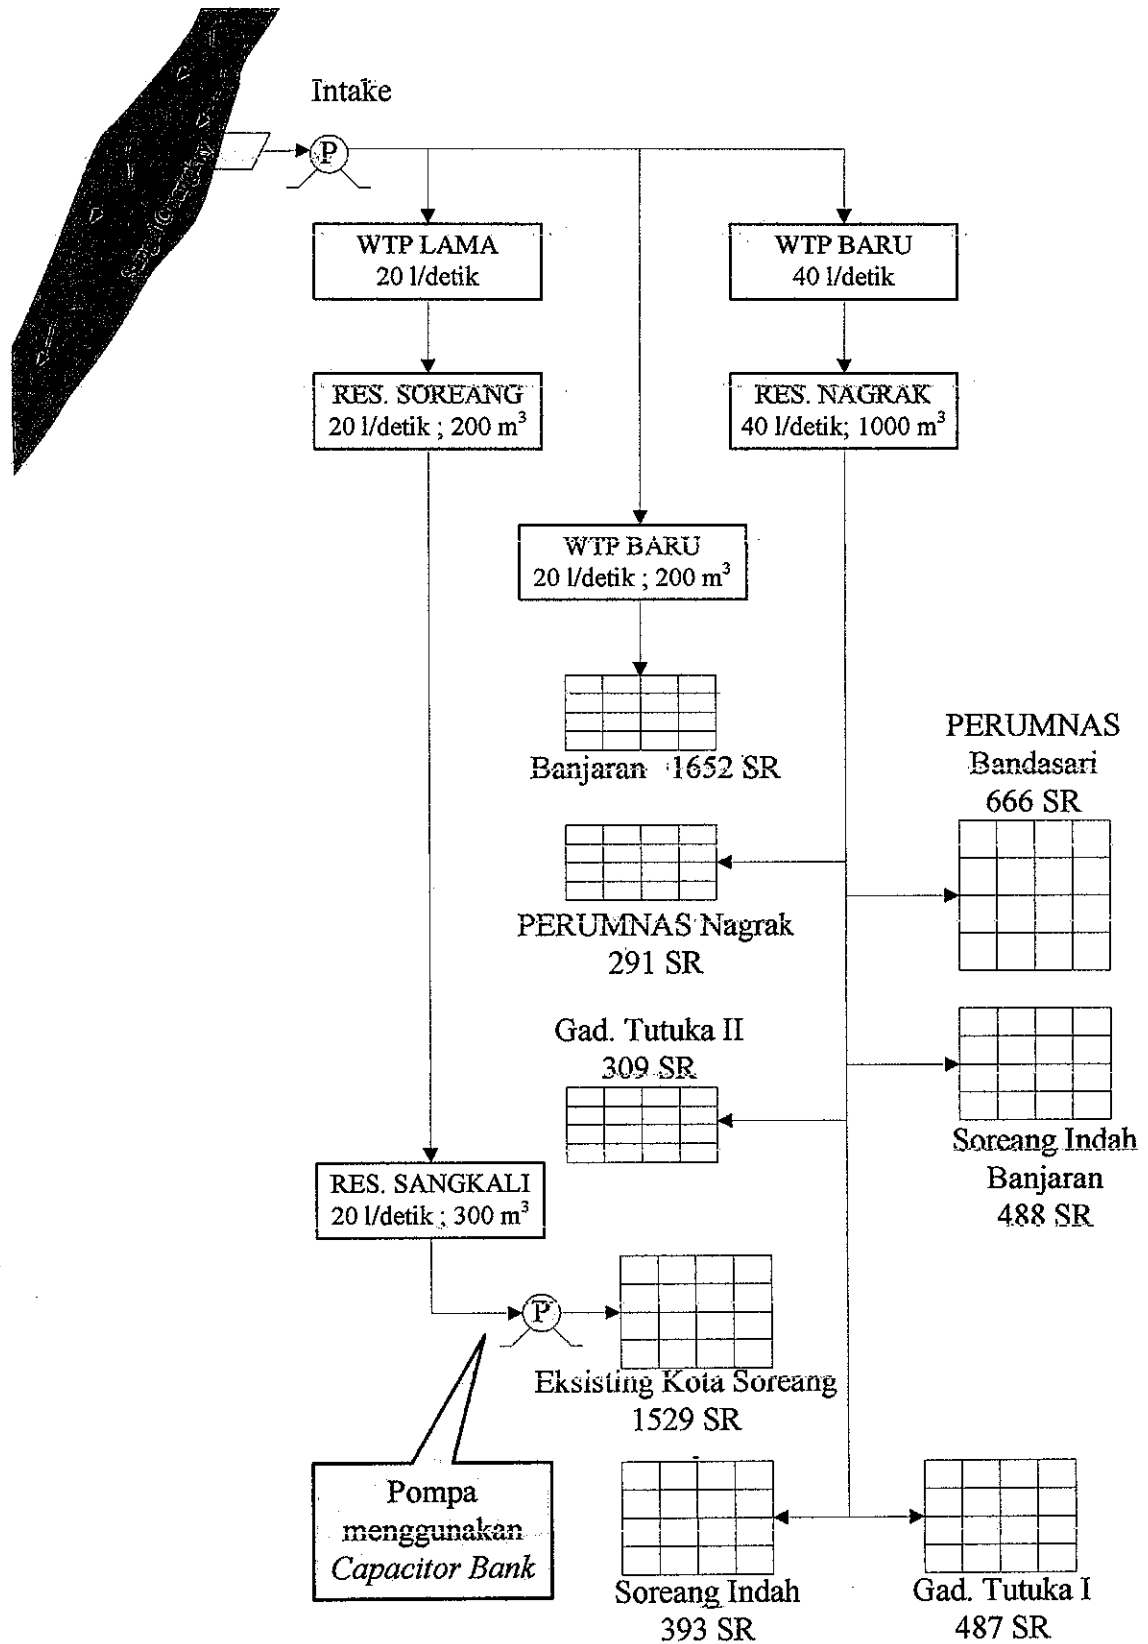 Intake
P
WTP LAMA
20 l/detik
WTP BARU
40 l/detik
RES. SOREANG
20 l/detik ; 200 m³
RES. NAGRAK
40 l/detik; 1000 m³
WTP BARU
20 l/detik ; 200 m³
Banjaran 1652 SR
PERUMNAS
Bandasari
666 SR
PERUMNAS Nagrak
291 SR
Gad. Tutuka II
309 SR
Soreang Indah
Banjaran
488 SR
RES. SANGKALI
20 l/detik ; 300 m³
P
Eksisting Kota Soreang
1529 SR
Pompa
menggunakan
Capacitor Bank
Soreang Indah
393 SR
Gad. Tutuka I
487 SR